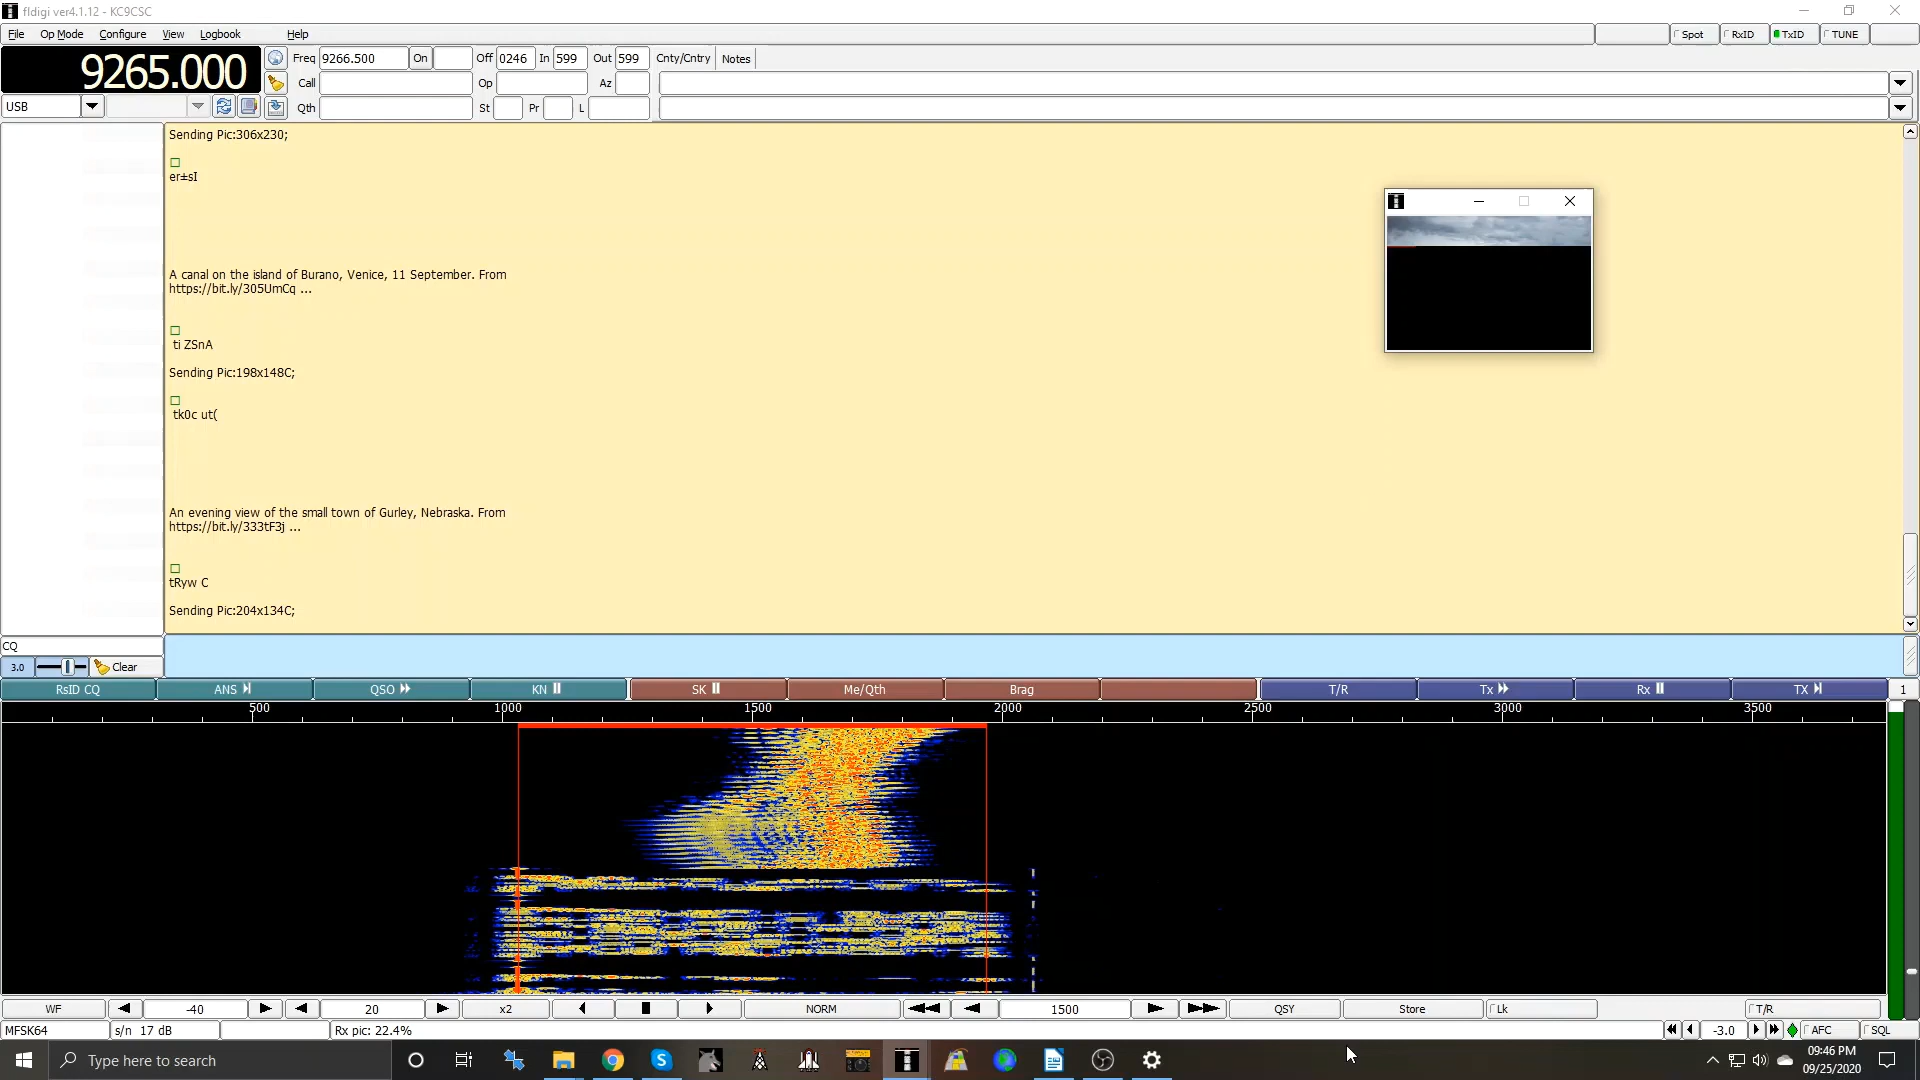 fldigi ver4.1.12 - KC9CSC
File Op Mode Configure View Logbook Help
Spot RxID TxID TUNE
9265.000
Freq 9266.500 On Off 0246 In 599 Out 599 Cnty/Cntry Notes
Call Op Az
USB
Qth St Pr L
Sending Pic:306x230;
er±sI
A canal on the island of Burano, Venice, 11 September. From
https://bit.ly/305UmCq ...
ti ZSnA
Sending Pic:198x148C;
tk0c ut(
An evening view of the small town of Gurley, Nebraska. From
https://bit.ly/333tF3j ...
tRyw C
Sending Pic:204x134C;
CQ
3.0 Clear
RsID CQ ANS QSO KN SK Me/Qth Brag T/R Tx Rx TX 1
500 1000 1500 2000 2500 3000 3500
WF -40 20 x2 NORM 1500 QSY Store Lk T/R
MFSK64 s/n 17 dB Rx pic: 22.4% -3.0 AFC SQL
Type here to search
09:46 PM
09/25/2020